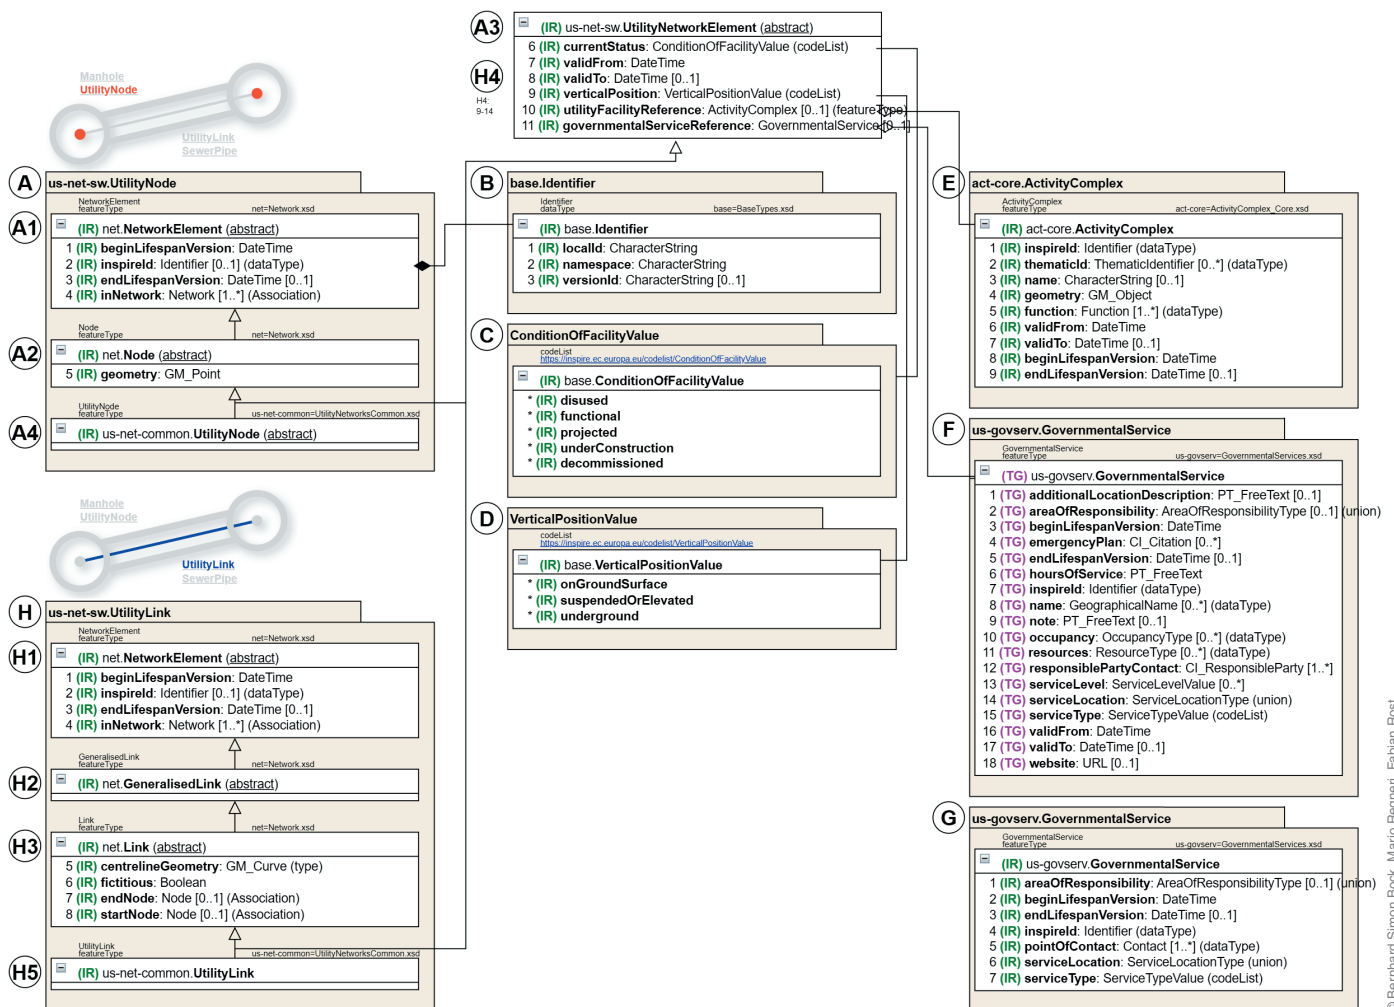 A3
(IR) us-net-sw.UtilityNetworkElement (abstract)
6 (IR) currentStatus: ConditionOfFacilityValue (codeList)
7 (IR) validFrom: DateTime
8 (IR) validTo: DateTime [0..1]
9 (IR) verticalPosition: VerticalPositionValue (codeList)
10 (IR) utilityFacilityReference: ActivityComplex [0..1] (featureType)
11 (IR) governmentalServiceReference: GovernmentalService [0..1]
H4
H4:
9-14
Manhole
UtilityNode
UtilityLink
SewerPipe
A
us-net-sw.UtilityNode
NetworkElement
featureType net=Network.xsd
A1
(IR) net.NetworkElement (abstract)
1 (IR) beginLifespanVersion: DateTime
2 (IR) inspireId: Identifier [0..1] (dataType)
3 (IR) endLifespanVersion: DateTime [0..1]
4 (IR) inNetwork: Network [1..*] (Association)
Node
featureType net=Network.xsd
A2
(IR) net.Node (abstract)
5 (IR) geometry: GM_Point
UtilityNode
featureType us-net-common=UtilityNetworksCommon.xsd
A4
(IR) us-net-common.UtilityNode (abstract)
Manhole
UtilityNode
UtilityLink
SewerPipe
H
us-net-sw.UtilityLink
NetworkElement
featureType net=Network.xsd
H1
(IR) net.NetworkElement (abstract)
1 (IR) beginLifespanVersion: DateTime
2 (IR) inspireId: Identifier [0..1] (dataType)
3 (IR) endLifespanVersion: DateTime [0..1]
4 (IR) inNetwork: Network [1..*] (Association)
GeneralisedLink
featureType net=Network.xsd
H2
(IR) net.GeneralisedLink (abstract)
Link
featureType net=Network.xsd
H3
(IR) net.Link (abstract)
5 (IR) centrelineGeometry: GM_Curve (type)
6 (IR) fictitious: Boolean
7 (IR) endNode: Node [0..1] (Association)
8 (IR) startNode: Node [0..1] (Association)
UtilityLink
featureType us-net-common=UtilityNetworksCommon.xsd
H5
(IR) us-net-common.UtilityLink
B
base.Identifier
Identifier
dataType base=BaseTypes.xsd
(IR) base.Identifier
1 (IR) localId: CharacterString
2 (IR) namespace: CharacterString
3 (IR) versionId: CharacterString [0..1]
C
ConditionOfFacilityValue
codeList
https://inspire.ec.europa.eu/codelist/ConditionOfFacilityValue
(IR) base.ConditionOfFacilityValue
* (IR) disused
* (IR) functional
* (IR) projected
* (IR) underConstruction
* (IR) decommissioned
D
VerticalPositionValue
codeList
https://inspire.ec.europa.eu/codelist/VerticalPositionValue
(IR) base.VerticalPositionValue
* (IR) onGroundSurface
* (IR) suspendedOrElevated
* (IR) underground
E
act-core.ActivityComplex
ActivityComplex
featureType act-core=ActivityComplex_Core.xsd
(IR) act-core.ActivityComplex
1 (IR) inspireId: Identifier (dataType)
2 (IR) thematicId: ThematicIdentifier [0..*] (dataType)
3 (IR) name: CharacterString [0..1]
4 (IR) geometry: GM_Object
5 (IR) function: Function [1..*] (dataType)
6 (IR) validFrom: DateTime
7 (IR) validTo: DateTime [0..1]
8 (IR) beginLifespanVersion: DateTime
9 (IR) endLifespanVersion: DateTime [0..1]
F
us-govserv.GovernmentalService
GovernmentalService
featureType us-govserv=GovernmentalServices.xsd
(TG) us-govserv.GovernmentalService
1 (TG) additionalLocationDescription: PT_FreeText [0..1]
2 (TG) areaOfResponsibility: AreaOfResponsibilityType [0..1] (union)
3 (TG) beginLifespanVersion: DateTime
4 (TG) emergencyPlan: CI_Citation [0..*]
5 (TG) endLifespanVersion: DateTime [0..1]
6 (TG) hoursOfService: PT_FreeText
7 (TG) inspireId: Identifier (dataType)
8 (TG) name: GeographicalName [0..*] (dataType)
9 (TG) note: PT_FreeText [0..1]
10 (TG) occupancy: OccupancyType [0..*] (dataType)
11 (TG) resources: ResourceType [0..*] (dataType)
12 (TG) responsiblePartyContact: CI_ResponsibleParty [1..*]
13 (TG) serviceLevel: ServiceLevelValue [0..*]
14 (TG) serviceLocation: ServiceLocationType (union)
15 (TG) serviceType: ServiceTypeValue (codeList)
16 (TG) validFrom: DateTime
17 (TG) validTo: DateTime [0..1]
18 (TG) website: URL [0..1]
G
us-govserv.GovernmentalService
GovernmentalService
featureType us-govserv=GovernmentalServices.xsd
(IR) us-govserv.GovernmentalService
1 (IR) areaOfResponsibility: AreaOfResponsibilityType [0..1] (union)
2 (IR) beginLifespanVersion: DateTime
3 (IR) endLifespanVersion: DateTime [0..1]
4 (IR) inspireId: Identifier (dataType)
5 (IR) pointOfContact: Contact [1..*] (dataType)
6 (IR) serviceLocation: ServiceLocationType (union)
7 (IR) serviceType: ServiceTypeValue (codeList)
© Bernhard Simon Bock, Mario Regneri, Fabian Rost